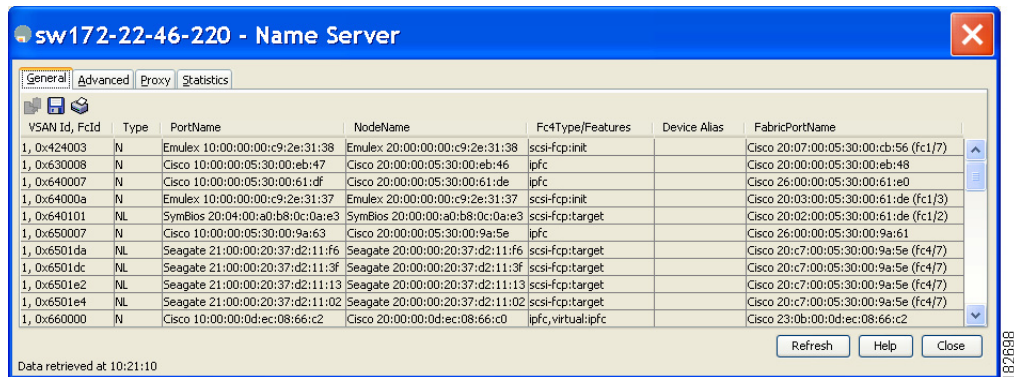 sw172-22-46-220 - Name Server
General Advanced Proxy Statistics
VSAN Id, FcId Type PortName NodeName Fc4Type/Features Device Alias FabricPortName
1, 0x424003 N Emulex 10:00:00:00:c9:2e:31:38 Emulex 20:00:00:00:c9:2e:31:38 scsi-fcp:init Cisco 20:07:00:05:30:00:cb:56 (fc1/7)
1, 0x630008 N Cisco 10:00:00:05:30:00:eb:47 Cisco 20:00:00:05:30:00:eb:46 ipfc Cisco 20:00:00:05:30:00:eb:48
1, 0x640007 N Cisco 10:00:00:05:30:00:61:df Cisco 20:00:00:05:30:00:61:de ipfc Cisco 26:00:00:05:30:00:61:e0
1, 0x64000a N Emulex 10:00:00:00:c9:2e:31:37 Emulex 20:00:00:00:c9:2e:31:37 scsi-fcp:init Cisco 20:03:00:05:30:00:61:de (fc1/3)
1, 0x640101 NL SymBios 20:04:00:a0:b8:0c:0a:e3 SymBios 20:00:00:a0:b8:0c:0a:e3 scsi-fcp:target Cisco 20:02:00:05:30:00:61:de (fc1/2)
1, 0x650007 N Cisco 10:00:00:05:30:00:9a:63 Cisco 20:00:00:05:30:00:9a:5e ipfc Cisco 26:00:00:05:30:00:9a:61
1, 0x6501da NL Seagate 21:00:00:20:37:d2:11:f6 Seagate 20:00:00:20:37:d2:11:f6 scsi-fcp:target Cisco 20:c7:00:05:30:00:9a:5e (fc4/7)
1, 0x6501dc NL Seagate 21:00:00:20:37:d2:11:3f Seagate 20:00:00:20:37:d2:11:3f scsi-fcp:target Cisco 20:c7:00:05:30:00:9a:5e (fc4/7)
1, 0x6501e2 NL Seagate 21:00:00:20:37:d2:11:13 Seagate 20:00:00:20:37:d2:11:13 scsi-fcp:target Cisco 20:c7:00:05:30:00:9a:5e (fc4/7)
1, 0x6501e4 NL Seagate 21:00:00:20:37:d2:11:02 Seagate 20:00:00:20:37:d2:11:02 scsi-fcp:target Cisco 20:c7:00:05:30:00:9a:5e (fc4/7)
1, 0x660000 N Cisco 10:00:00:0d:ec:08:66:c2 Cisco 20:00:00:0d:ec:08:66:c0 ipfc,virtual:ipfc Cisco 23:0b:00:0d:ec:08:66:c2
Refresh Help Close
Data retrieved at 10:21:10
182698